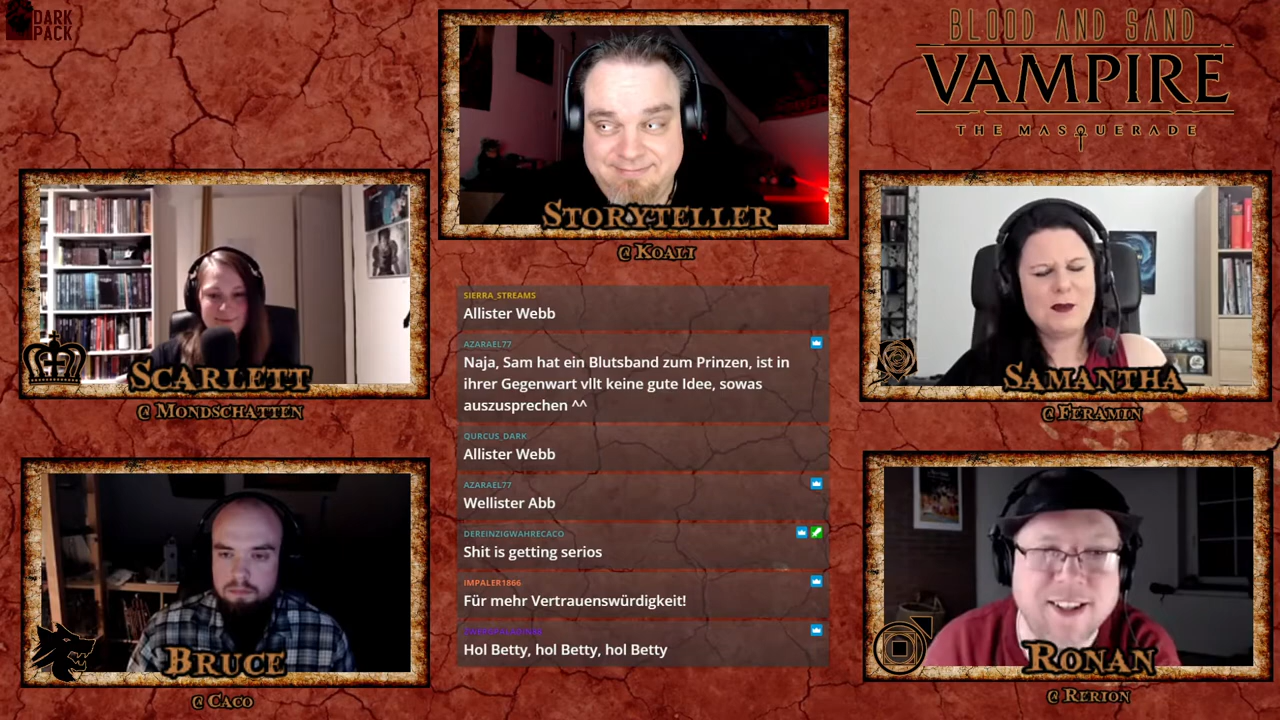 DARK
PACK
BLOOD AND SAND
VAMPIRE
THE MASQUERADE
STORYTELLER
@ KOALI
SCARLETT
@ MONDSCHATTEN
SAMANTHA
@ FERAMIN
SIERRA_STREAMS
Allister Webb
AZARAEL77
Naja, Sam hat ein Blutsband zum Prinzen, ist in
ihrer Gegenwart vllt keine gute Idee, sowas
auszusprechen ^^
QURCUS_DARK
Allister Webb
AZARAEL77
Wellister Abb
DEREINZIGWAHRECACO
Shit is getting serios
IMPALER1866
Für mehr Vertrauenswürdigkeit!
Hol Betty, hol Betty, hol Betty
BRUCE
@ CACO
RONAN
@ RERION